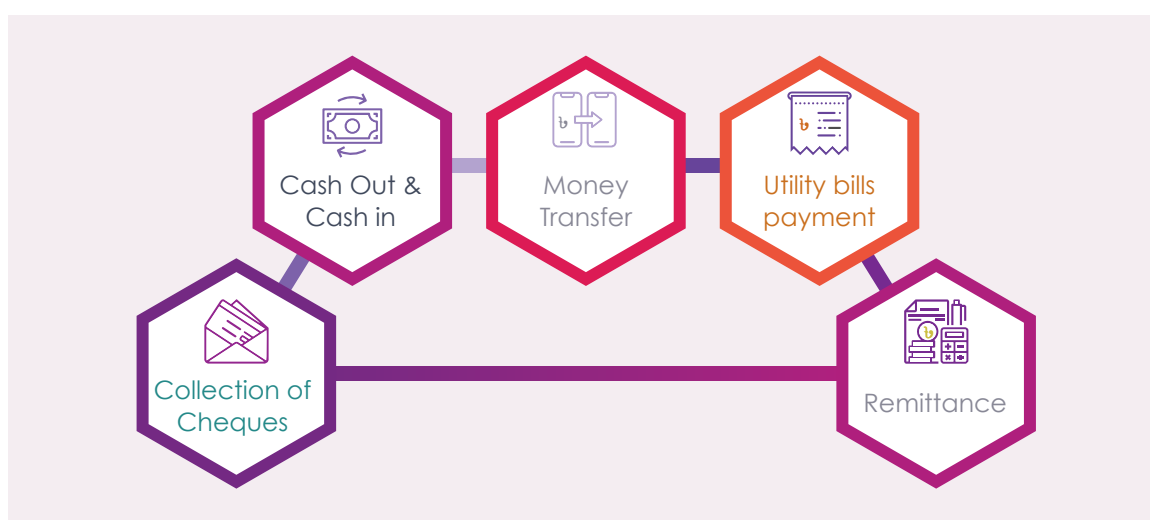 Cash Out &
Cash in
৳
Money
Transfer
৳
Utility bills
payment
Collection of
Cheques
৳
Remittance